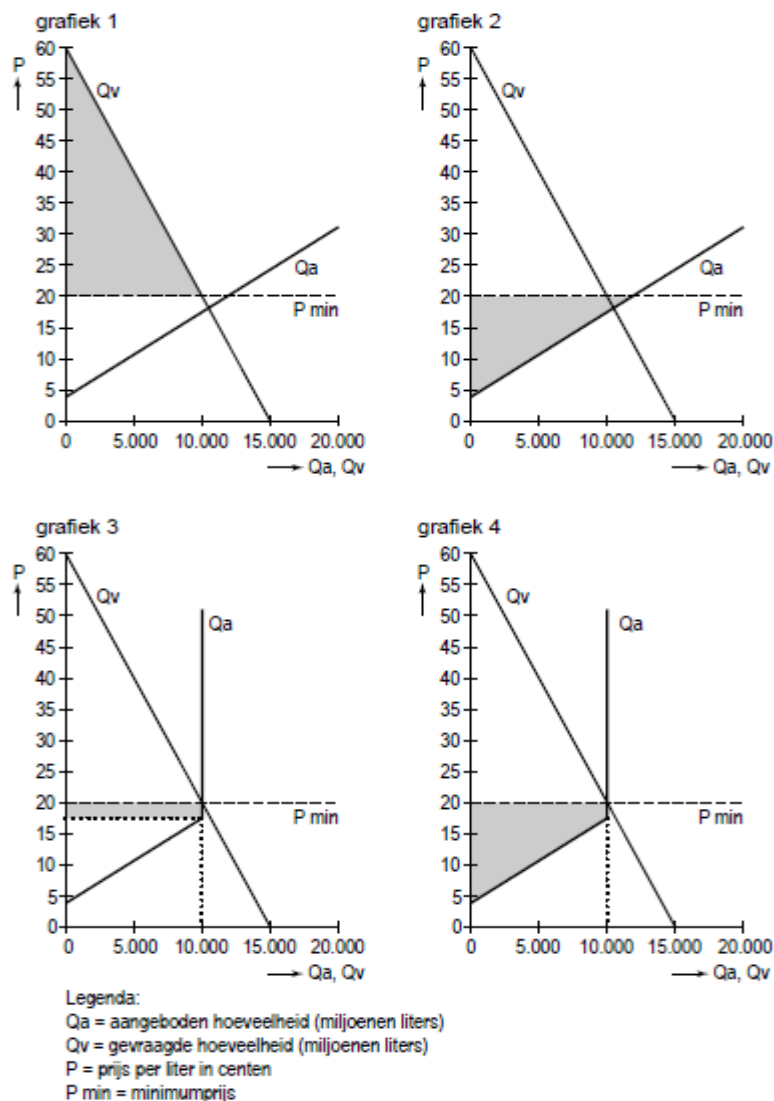 grafiek 1
P
60
55
50
45
40
35
30
25
20
15
10
5
0
Qv
Qa
P min
0 5.000 10.000 15.000 20.000
Qa, Qv
grafiek 2
P
60
55
50
45
40
35
30
25
20
15
10
5
0
Qv
Qa
P min
0 5.000 10.000 15.000 20.000
Qa, Qv
grafiek 3
P
60
55
50
45
40
35
30
25
20
15
10
5
0
Qv
Qa
P min
0 5.000 10.000 15.000 20.000
Qa, Qv
grafiek 4
P
60
55
50
45
40
35
30
25
20
15
10
5
0
Qv
Qa
P min
0 5.000 10.000 15.000 20.000
Qa, Qv
Legenda:
Qa = aangeboden hoeveelheid (miljoenen liters)
Qv = gevraagde hoeveelheid (miljoenen liters)
P = prijs per liter in centen
P min = minimumprijs